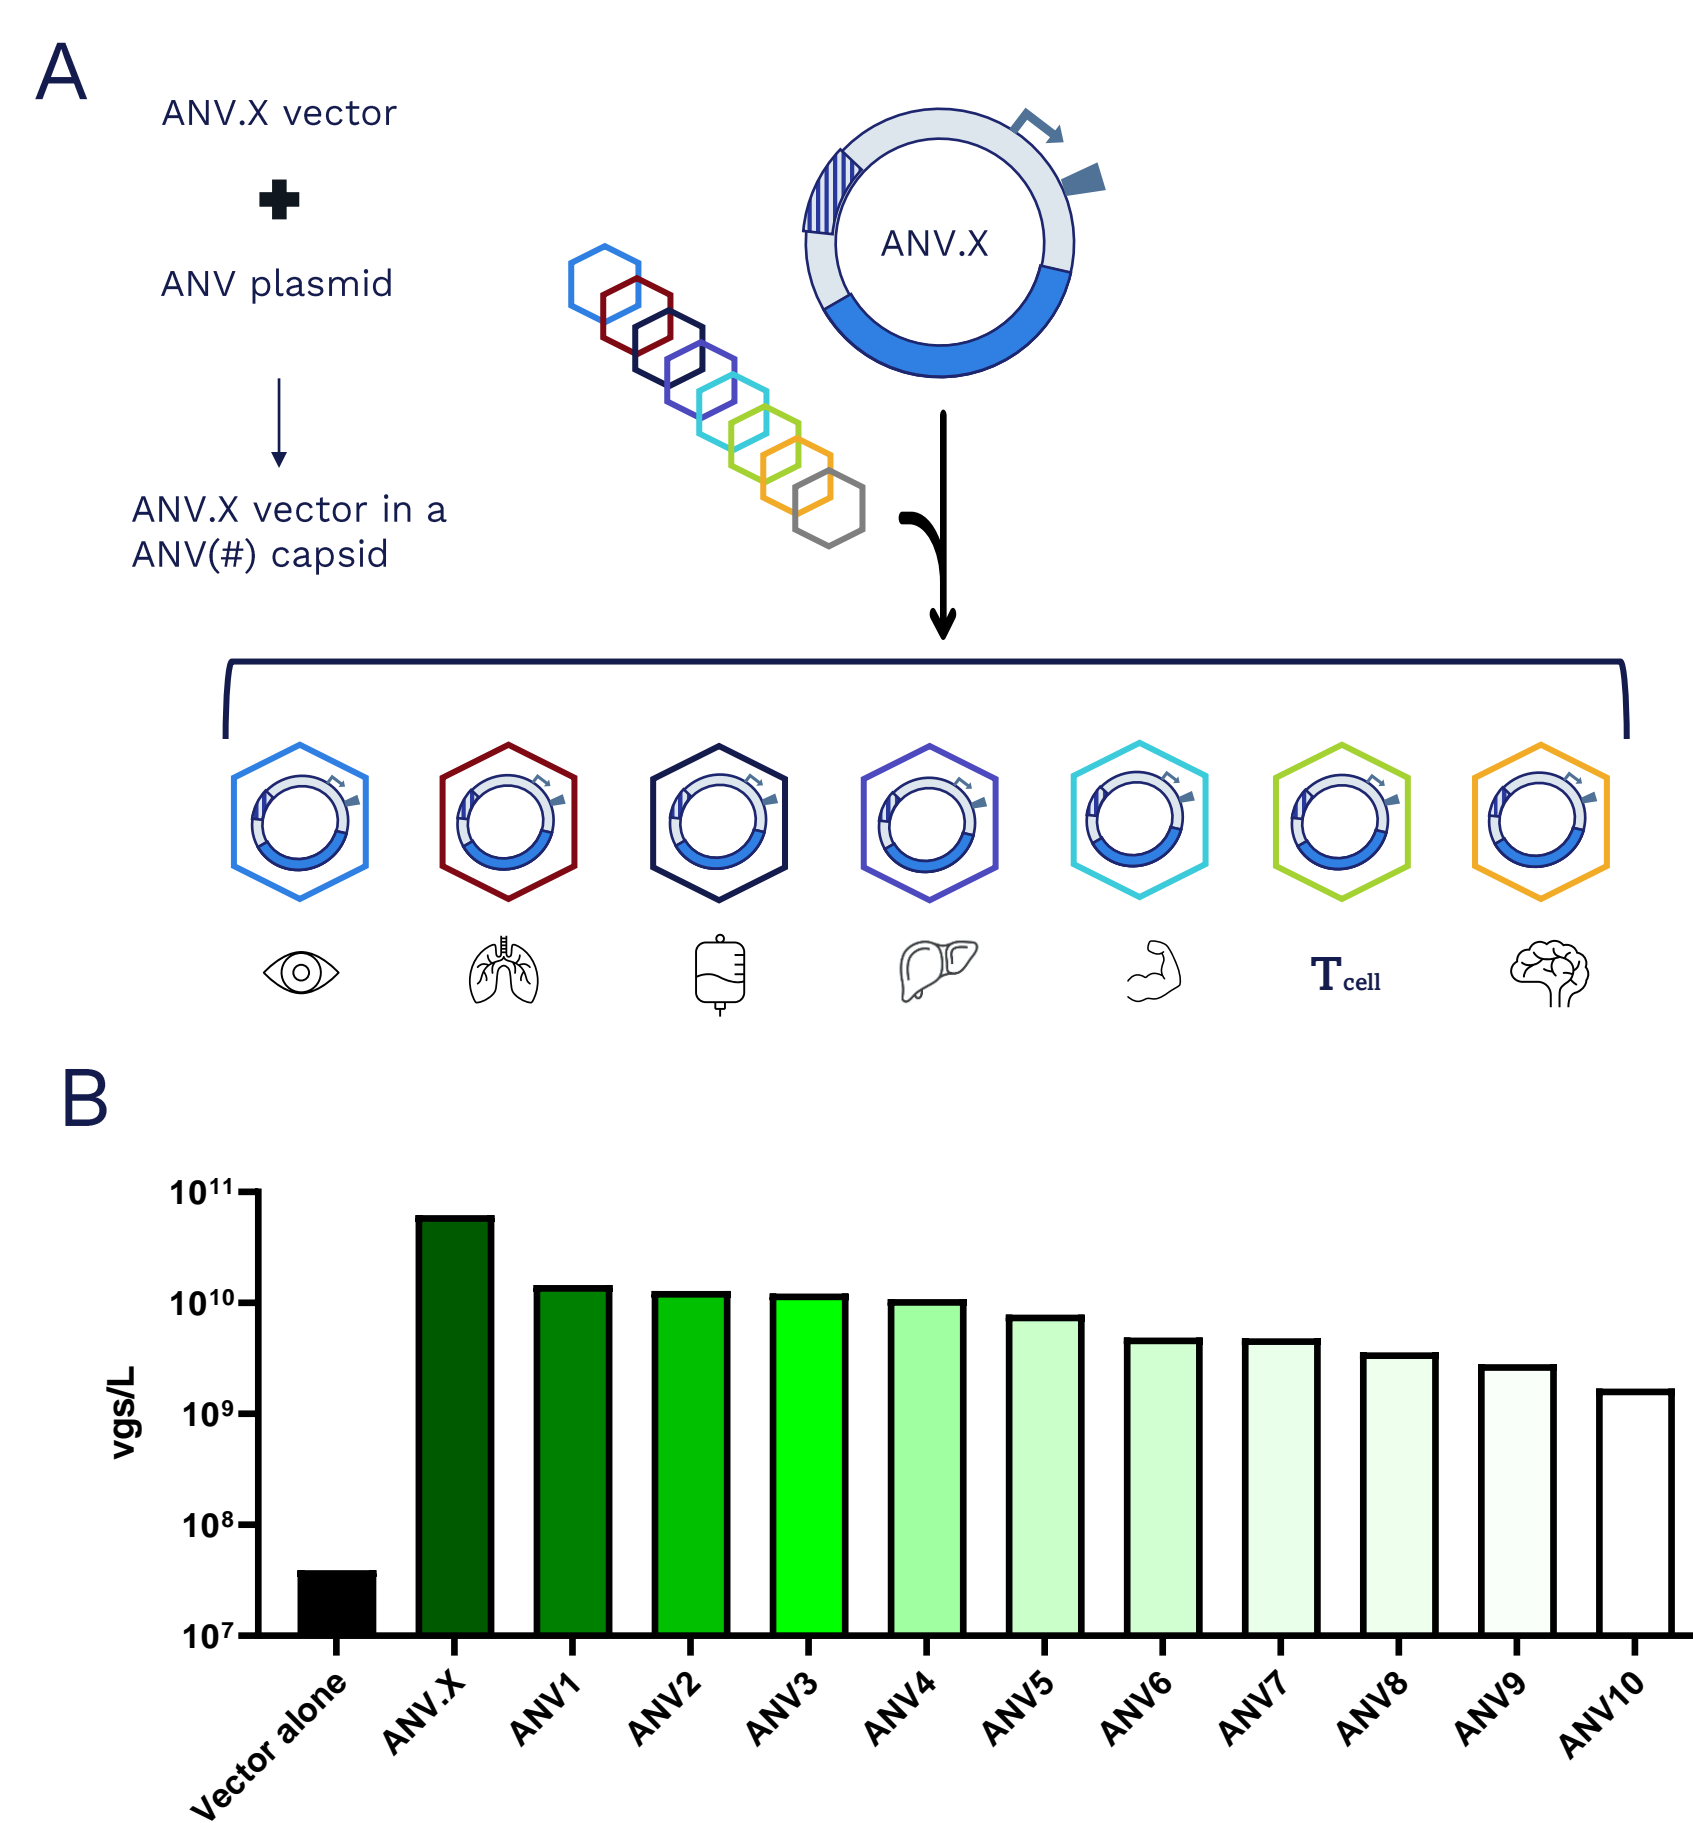 A
ANV.X vector
ANV plasmid
ANV.X vector in a
ANV(#) capsid
ANV.X
T cell
B
vgs/L
10¹¹
10¹⁰
10⁹
10⁸
10⁷
Vector alone
ANV.X
ANV1
ANV2
ANV3
ANV4
ANV5
ANV6
ANV7
ANV8
ANV9
ANV10